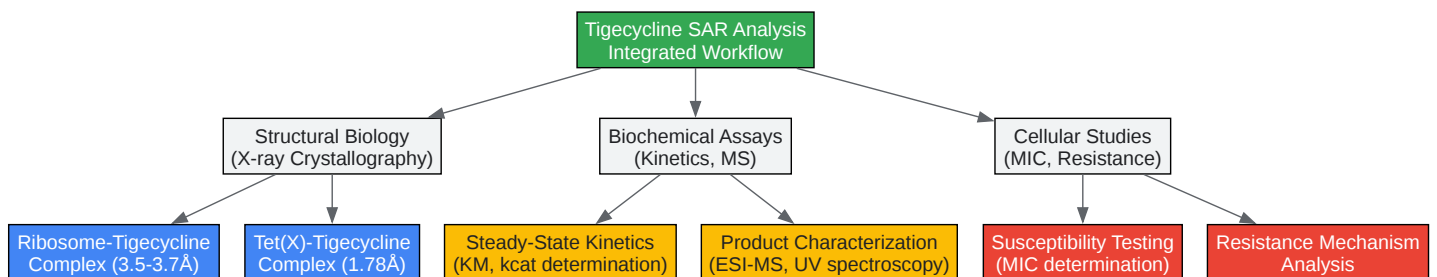 Tigecycline SAR Analysis
Integrated Workflow
Structural Biology
(X-ray Crystallography)
Biochemical Assays
(Kinetics, MS)
Cellular Studies
(MIC, Resistance)
Ribosome-Tigecycline
Complex (3.5-3.7Å)
Tet(X)-Tigecycline
Complex (1.78Å)
Steady-State Kinetics
(KM, kcat determination)
Product Characterization
(ESI-MS, UV spectroscopy)
Susceptibility Testing
(MIC determination)
Resistance Mechanism
Analysis